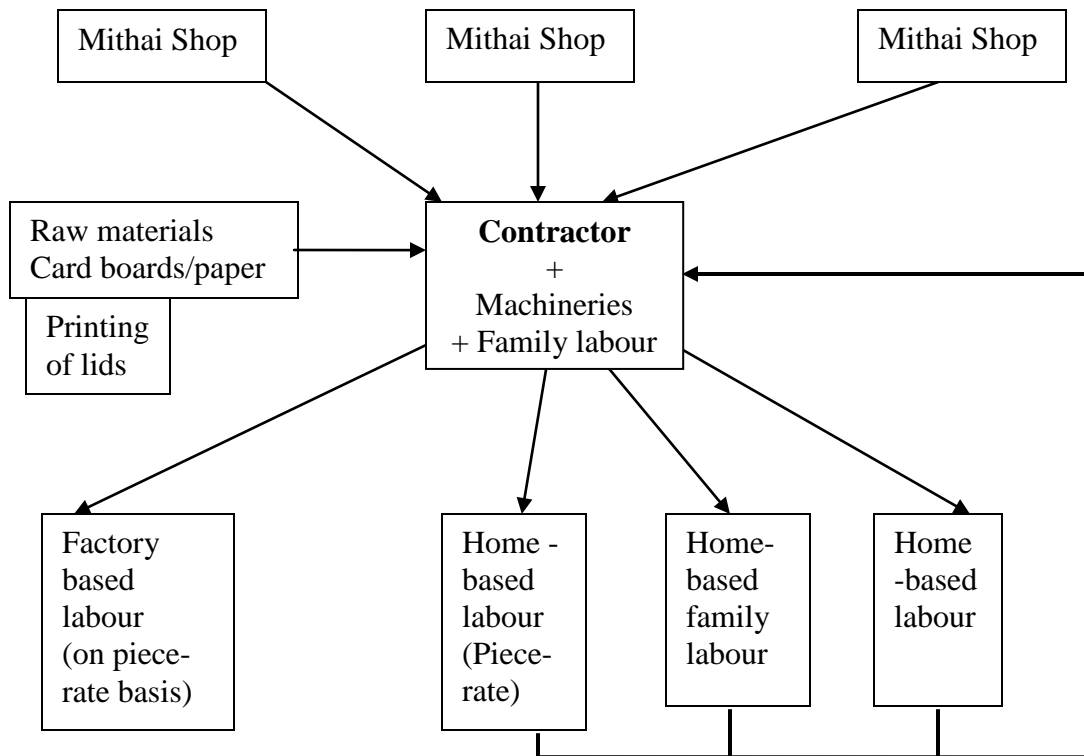 Mithai Shop
Mithai Shop
Mithai Shop
Raw materials
Card boards/paper
Printing
of lids
Contractor
+
Machineries
+ Family labour
Factory
based
labour
(on piece-
rate basis)
Home -
based
labour
(Piece-
rate)
Home-
based
family
labour
Home
-based
labour